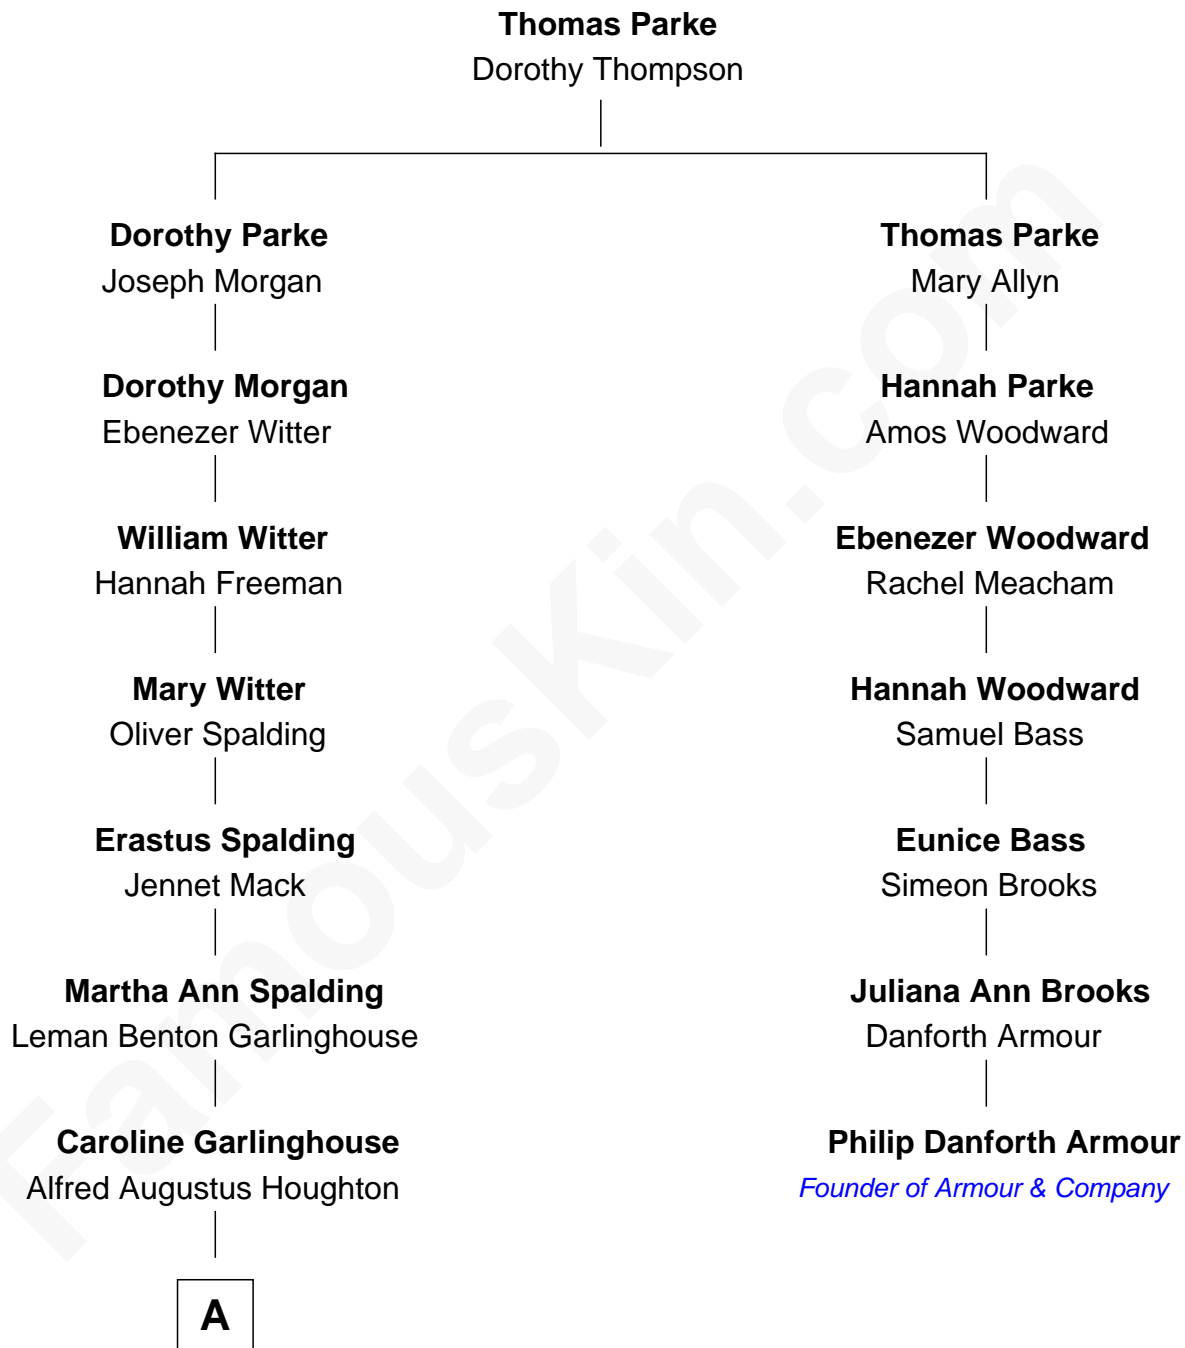 Thomas Parke
Dorothy Thompson
Dorothy Parke
Joseph Morgan
Thomas Parke
Mary Allyn
Dorothy Morgan
Ebenezer Witter
Hannah Parke
Amos Woodward
William Witter
Hannah Freeman
Ebenezer Woodward
Rachel Meacham
Mary Witter
Oliver Spalding
Hannah Woodward
Samuel Bass
Erastus Spalding
Jennet Mack
Eunice Bass
Simeon Brooks
Martha Ann Spalding
Leman Benton Garlinghouse
Juliana Ann Brooks
Danforth Armour
Caroline Garlinghouse
Alfred Augustus Houghton
Philip Danforth Armour
Founder of Armour & Company
A
FamousKin.com